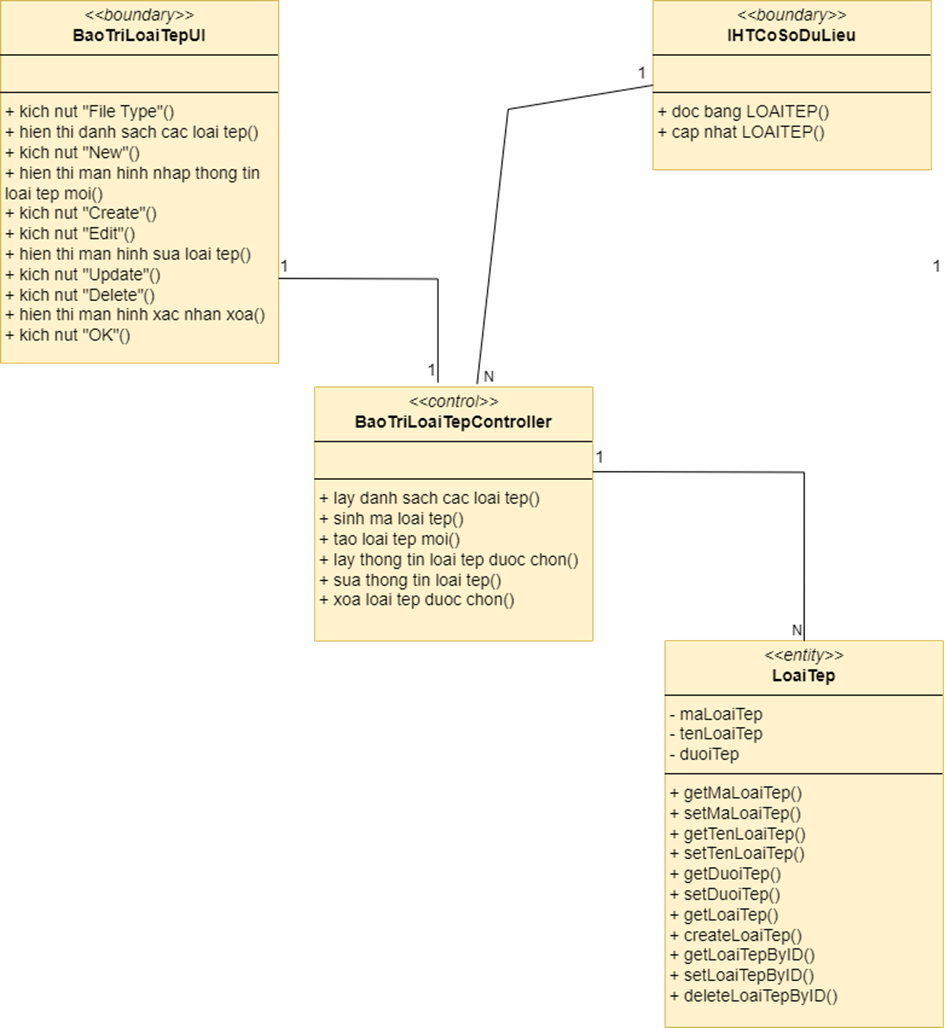 <<boundary>>
BaoTriLoaiTepUI
+ kich nut "File Type"()
+ hien thi danh sach cac loai tep()
+ kich nut "New"()
+ hien thi man hinh nhap thong tin
loai tep moi()
+ kich nut "Create"()
+ kich nut "Edit"()
+ hien thi man hinh sua loai tep()
+ kich nut "Update"()
+ kich nut "Delete"()
+ hien thi man hinh xac nhan xoa()
+ kich nut "OK"()
<<boundary>>
IHTCoSoDuLieu
+ doc bang LOAITEP()
+ cap nhat LOAITEP()
1
1
1
1
N
<<control>>
BaoTriLoaiTepController
+ lay danh sach cac loai tep()
+ sinh ma loai tep()
+ tao loai tep moi()
+ lay thong tin loai tep duoc chon()
+ sua thong tin loai tep()
+ xoa loai tep duoc chon()
1
N
<<entity>>
LoaiTep
- maLoaiTep
- tenLoaiTep
- duoiTep
+ getMaLoaiTep()
+ setMaLoaiTep()
+ getTenLoaiTep()
+ setTenLoaiTep()
+ getDuoiTep()
+ setDuoiTep()
+ getLoaiTep()
+ createLoaiTep()
+ getLoaiTepByID()
+ setLoaiTepByID()
+ deleteLoaiTepByID()